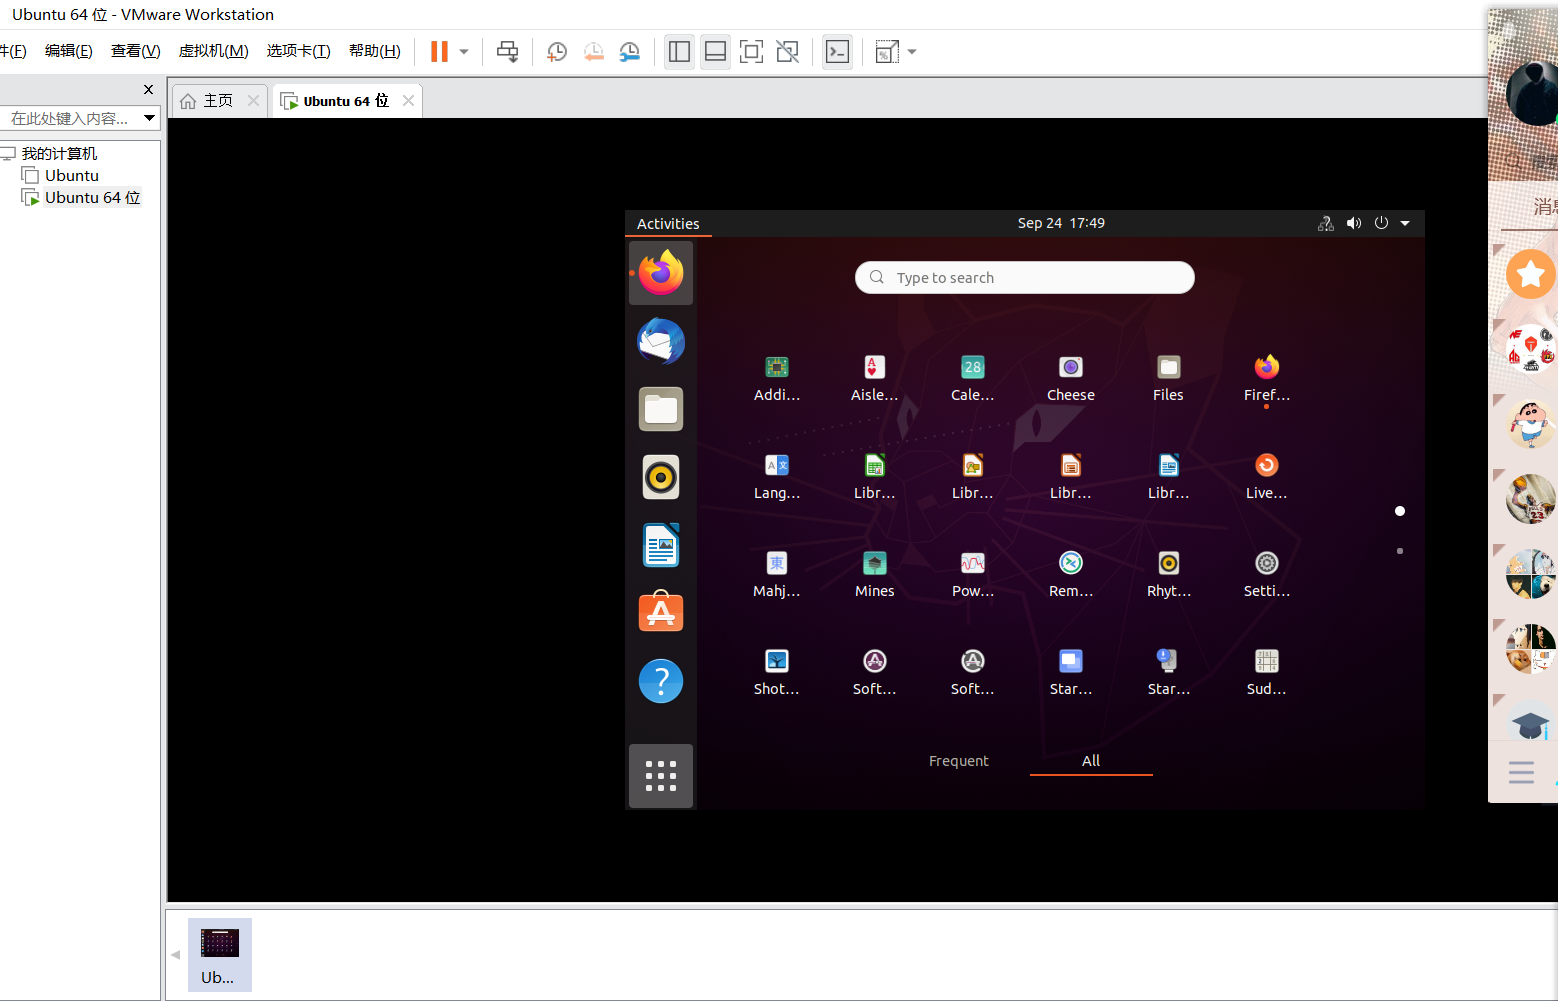 Ubuntu 64 位 - VMware Workstation
件(F) 编辑(E) 查看(V) 虚拟机(M) 选项卡(T) 帮助(H)
主页 Ubuntu 64 位
在此处键入内容...
我的计算机
Ubuntu
Ubuntu 64 位
Activities Sep 24 17:49
Type to search
Addi... Aisle... Cale... Cheese Files Firef...
Lang... Libr... Libr... Libr... Libr... Live...
Mahj... Mines Pow... Rem... Rhyt... Setti...
Shot... Soft... Soft... Star... Star... Sud...
Frequent All
Ub...
消息